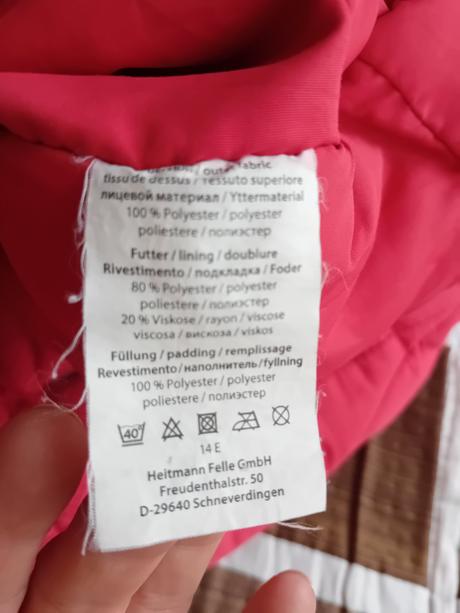 / outer fabric
tissu de dessus / tessuto superiore
лицевой материал / Yttermaterial
100 % Polyester / polyester
poliestere / полиэстер
Futter / lining / doublure
Rivestimento / подкладка / Foder
80 % Polyester / polyester
poliestere / полиэстер
20 % Viskose / rayon / viscose
viscosa / вискоза / viskos
Füllung / padding / remplissage
Revestimento/наполнитель/fyllning
100 % Polyester / polyester
poliestere / полиэстер
40°
14 E
Heitmann Felle GmbH
Freudenthalstr. 50
D-29640 Schneverdingen